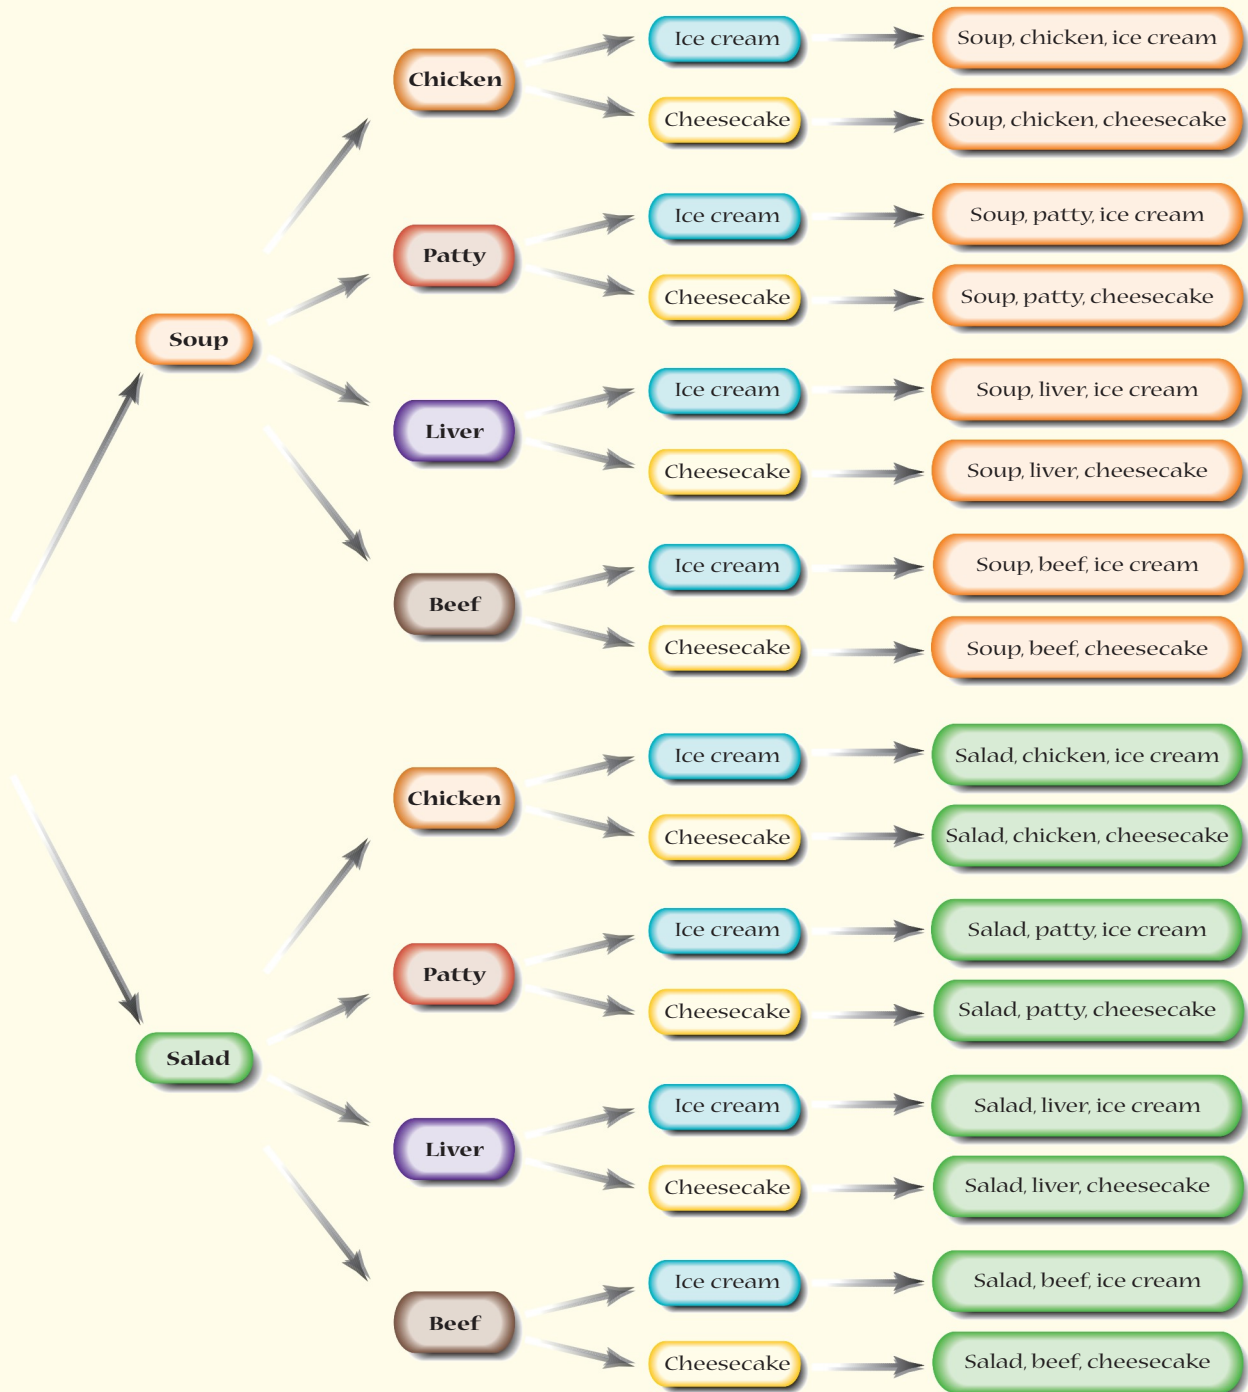 Ice cream
Soup, chicken, ice cream
Chicken
Cheesecake
Soup, chicken, cheesecake
Ice cream
Soup, patty, ice cream
Patty
Cheesecake
Soup, patty, cheesecake
Soup
Ice cream
Soup, liver, ice cream
Liver
Cheesecake
Soup, liver, cheesecake
Ice cream
Soup, beef, ice cream
Beef
Cheesecake
Soup, beef, cheesecake
Ice cream
Salad, chicken, ice cream
Chicken
Cheesecake
Salad, chicken, cheesecake
Ice cream
Salad, patty, ice cream
Patty
Cheesecake
Salad, patty, cheesecake
Salad
Ice cream
Salad, liver, ice cream
Liver
Cheesecake
Salad, liver, cheesecake
Ice cream
Salad, beef, ice cream
Beef
Cheesecake
Salad, beef, cheesecake